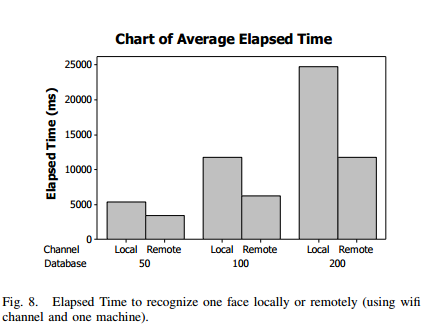 Chart of Average Elapsed Time
Elapsed Time (ms)
25000
20000
15000
10000
5000
0
Channel Local Remote Local Remote Local Remote
Database 50 100 200
Fig. 8. Elapsed Time to recognize one face locally or remotely (using wifi
channel and one machine).